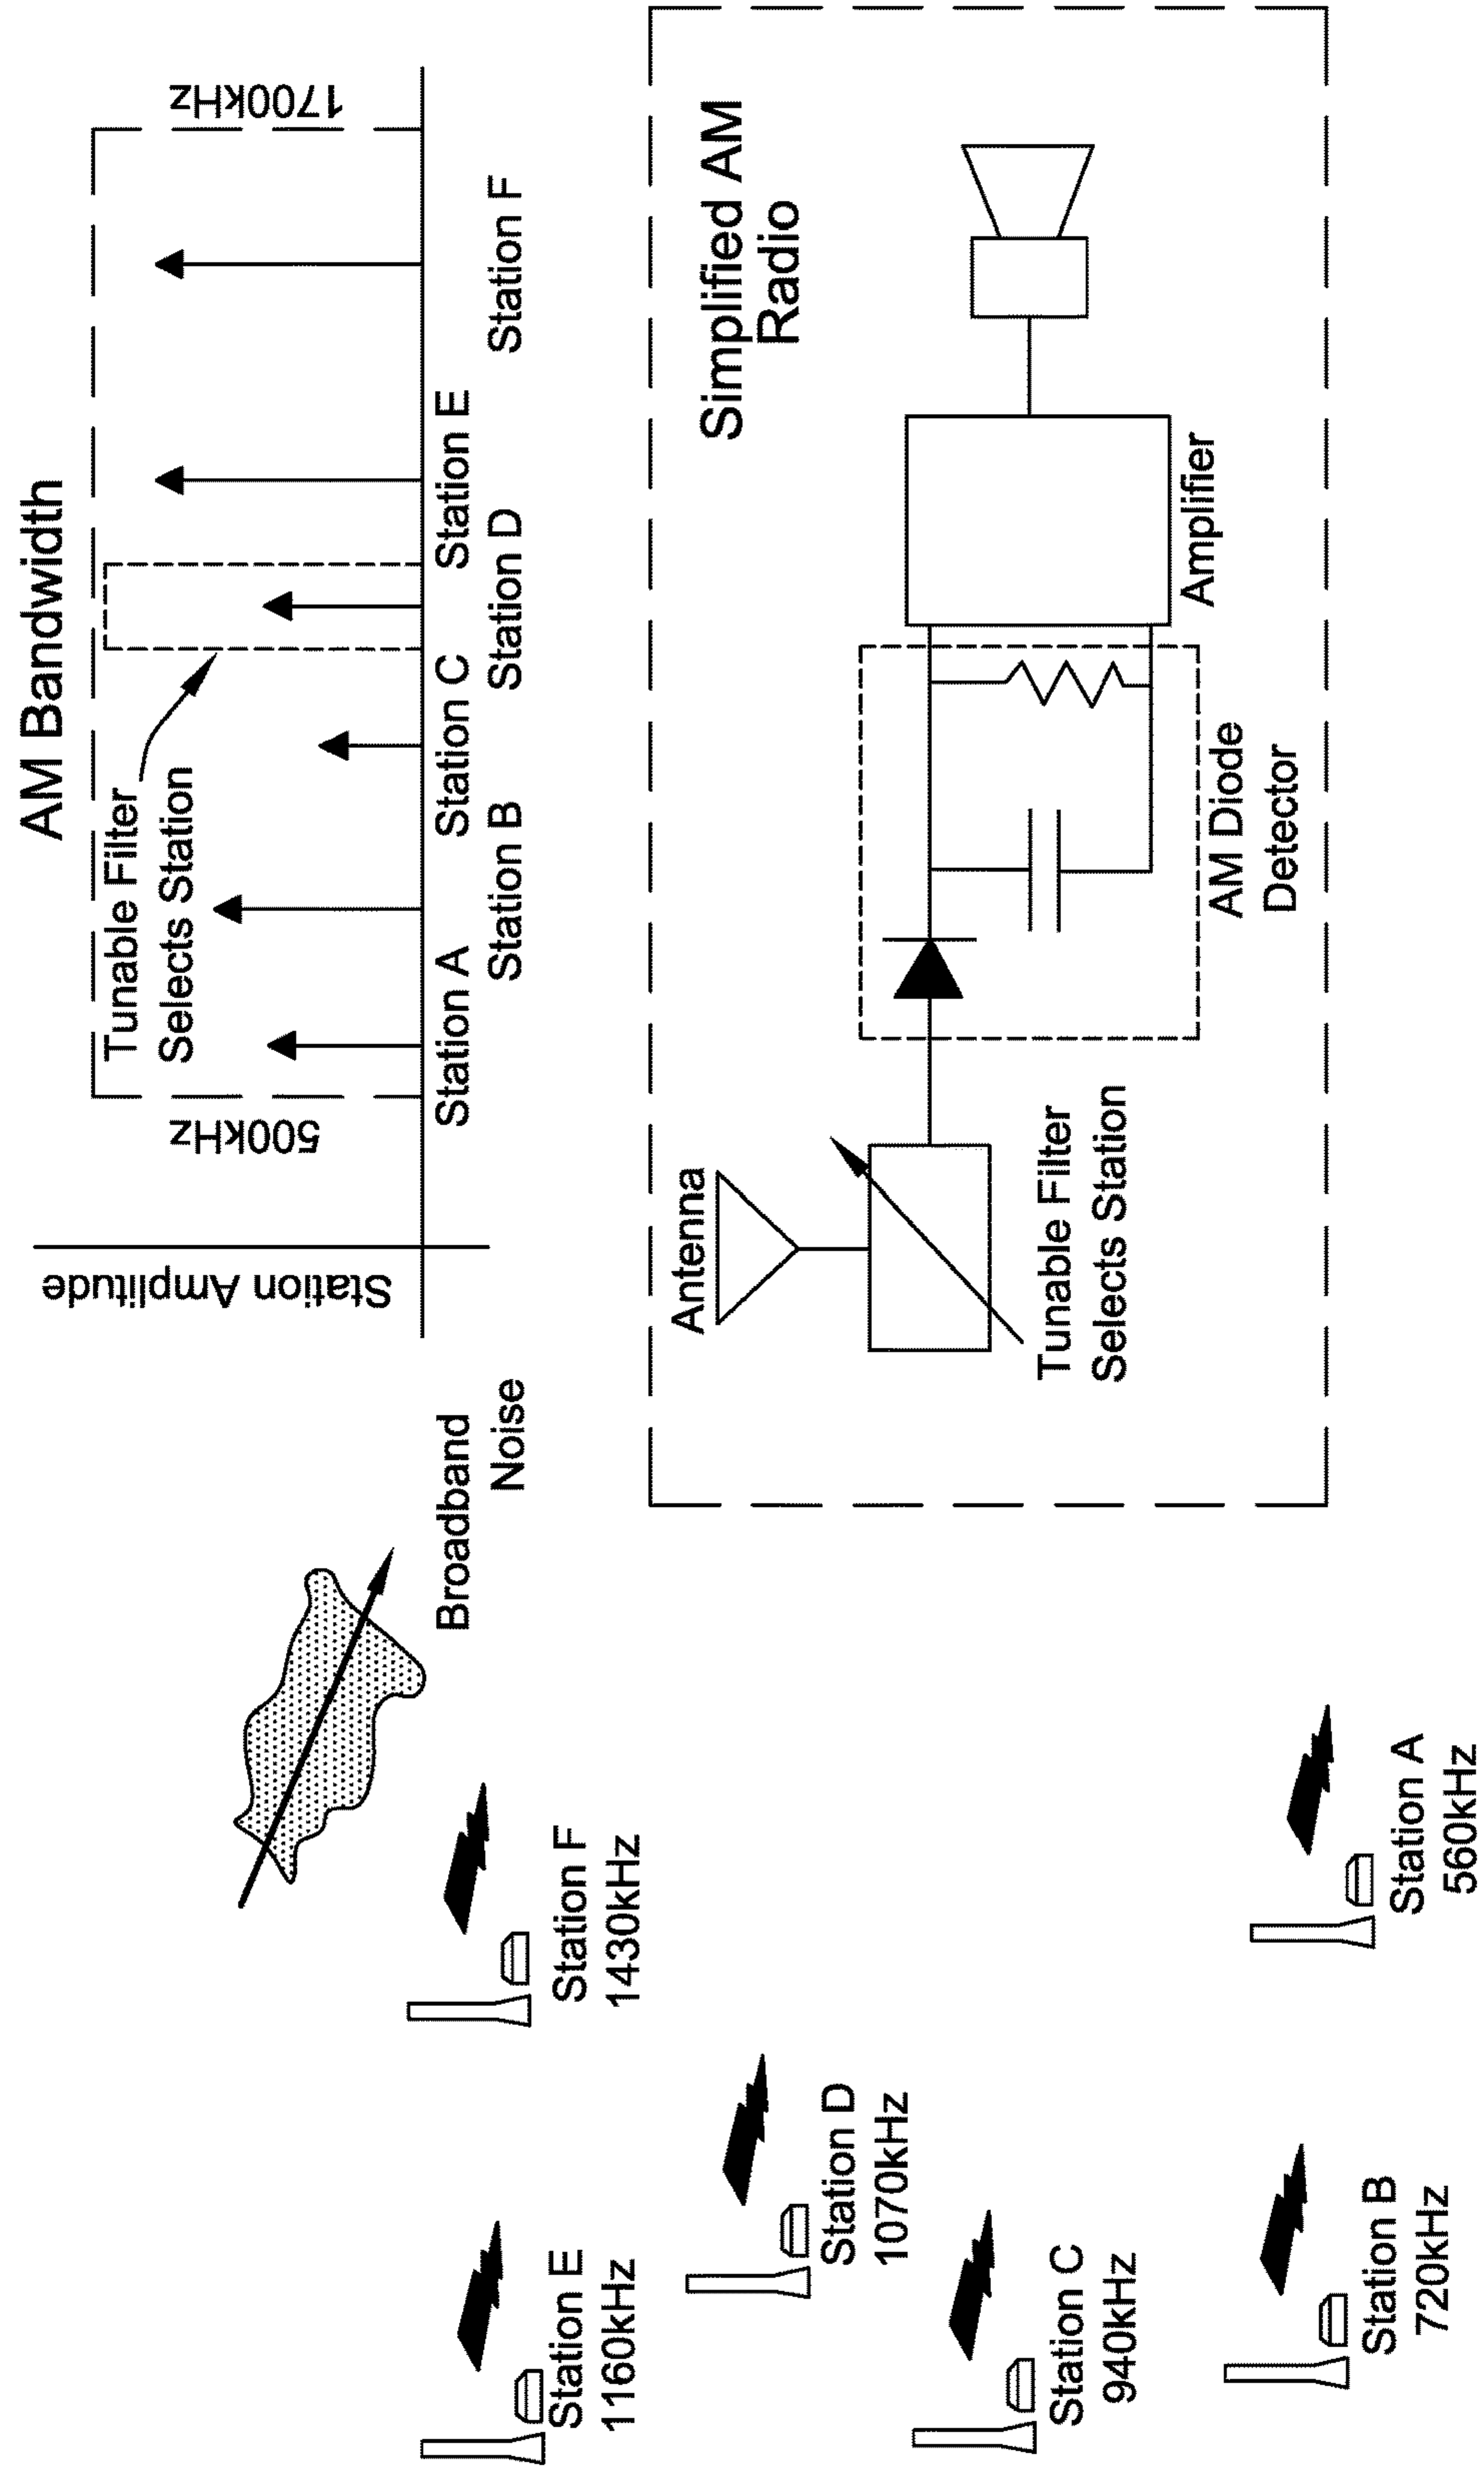 AM Bandwidth
Tunable Filter
Selects Station
Station Amplitude
500kHz
1700kHz
Station A
Station C
Station E
Station B
Station D
Station F
Broadband
Noise
Station E
1160kHz
Station F
1430kHz
Station D
1070kHz
Station C
940kHz
Station B
720kHz
Station A
560kHz
Simplified AM
Radio
Antenna
Tunable Filter
Selects Station
AM Diode
Detector
Amplifier